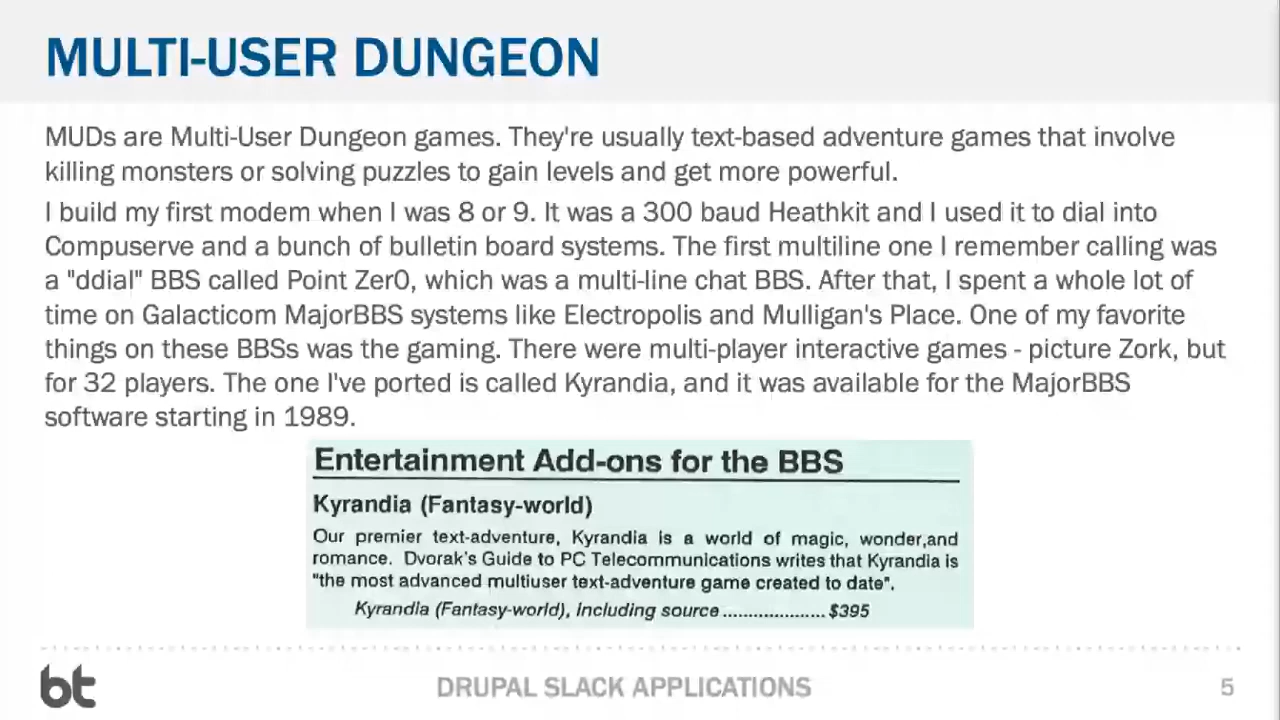 MULTI-USER DUNGEON
MUDs are Multi-User Dungeon games. They're usually text-based adventure games that involve
killing monsters or solving puzzles to gain levels and get more powerful.
I build my first modem when I was 8 or 9. It was a 300 baud Heathkit and I used it to dial into
Compuserve and a bunch of bulletin board systems. The first multiline one I remember calling was
a "ddial" BBS called Point Zer0, which was a multi-line chat BBS. After that, I spent a whole lot of
time on Galacticom MajorBBS systems like Electropolis and Mulligan's Place. One of my favorite
things on these BBSs was the gaming. There were multi-player interactive games - picture Zork, but
for 32 players. The one I've ported is called Kyrandia, and it was available for the MajorBBS
software starting in 1989.
Entertainment Add-ons for the BBS
Kyrandia (Fantasy-world)
Our premier text-adventure, Kyrandia is a world of magic, wonder,and
romance. Dvorak's Guide to PC Telecommunications writes that Kyrandia is
"the most advanced multiuser text-adventure game created to date".
Kyrandia (Fantasy-world), including source .................... $395
bt
DRUPAL SLACK APPLICATIONS
5